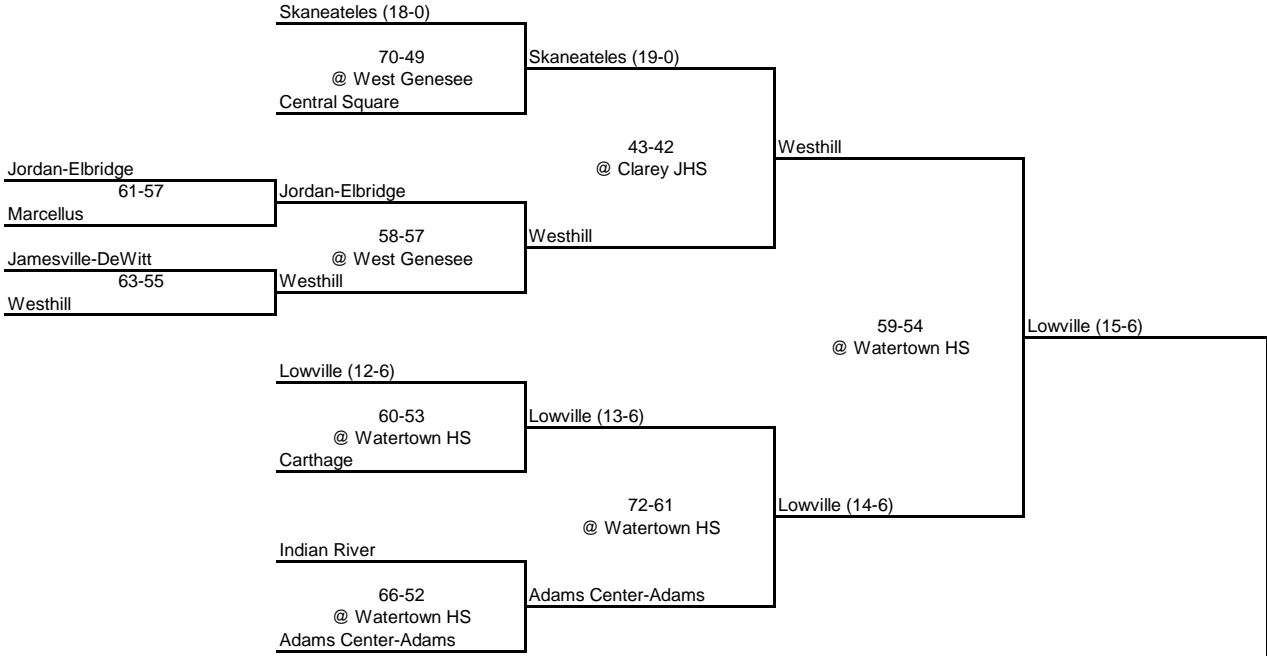 Skaneateles (18-0)
70-49
@ West Genesee
Skaneateles (19-0)
Central Square
43-42
@ Clarey JHS
Westhill
Jordan-Elbridge
61-57
Jordan-Elbridge
Marcellus
58-57
@ West Genesee
Westhill
Jamesville-DeWitt
63-55
Westhill
Westhill
59-54
@ Watertown HS
Lowville (15-6)
Lowville (12-6)
60-53
@ Watertown HS
Lowville (13-6)
Carthage
72-61
@ Watertown HS
Lowville (14-6)
Indian River
66-52
@ Watertown HS
Adams Center-Adams
Adams Center-Adams